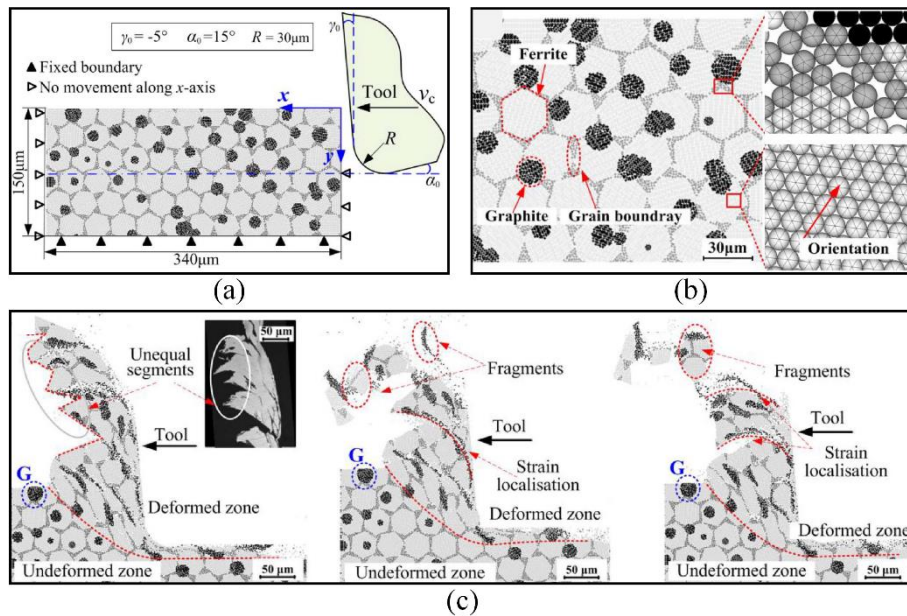 γ₀ = -5° α₀ = 15° R = 30μm
▲ Fixed boundary
▷ No movement along x-axis
γ₀
Tool
v_c
x
y
R
α₀
150μm
340μm
(a)
Ferrite
Graphite
Grain boundray
30μm
Orientation
(b)
Unequal
segments
50 μm
Tool
G
Deformed zone
Undeformed zone
50 μm
Fragments
Tool
G
Strain
localisation
Deformed zone
Undeformed zone
50 μm
Fragments
Tool
Strain
localisation
G
Deformed zone
Undeformed zone
50 μm
(c)